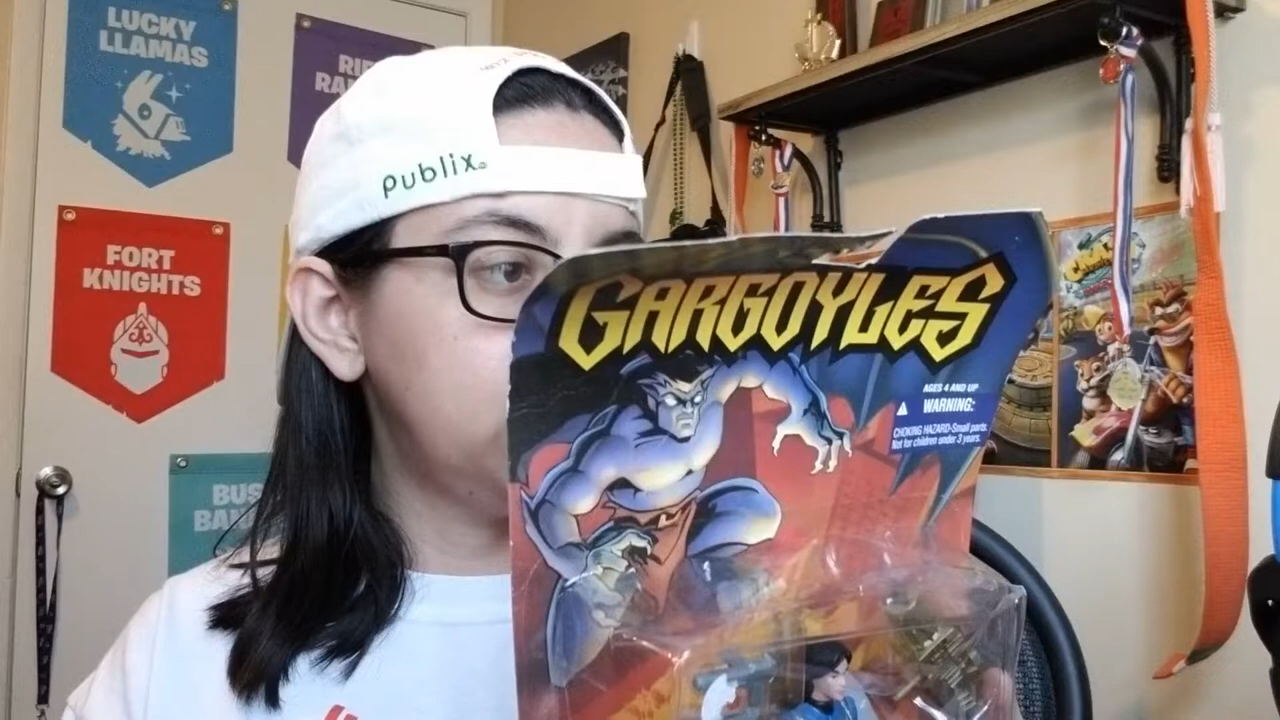 LUCKY
LLAMAS
FORT
KNIGHTS
publix
GARGOYLES
AGES 4 AND UP
WARNING:
CHOKING HAZARD-Small parts.
Not for children under 3 years.